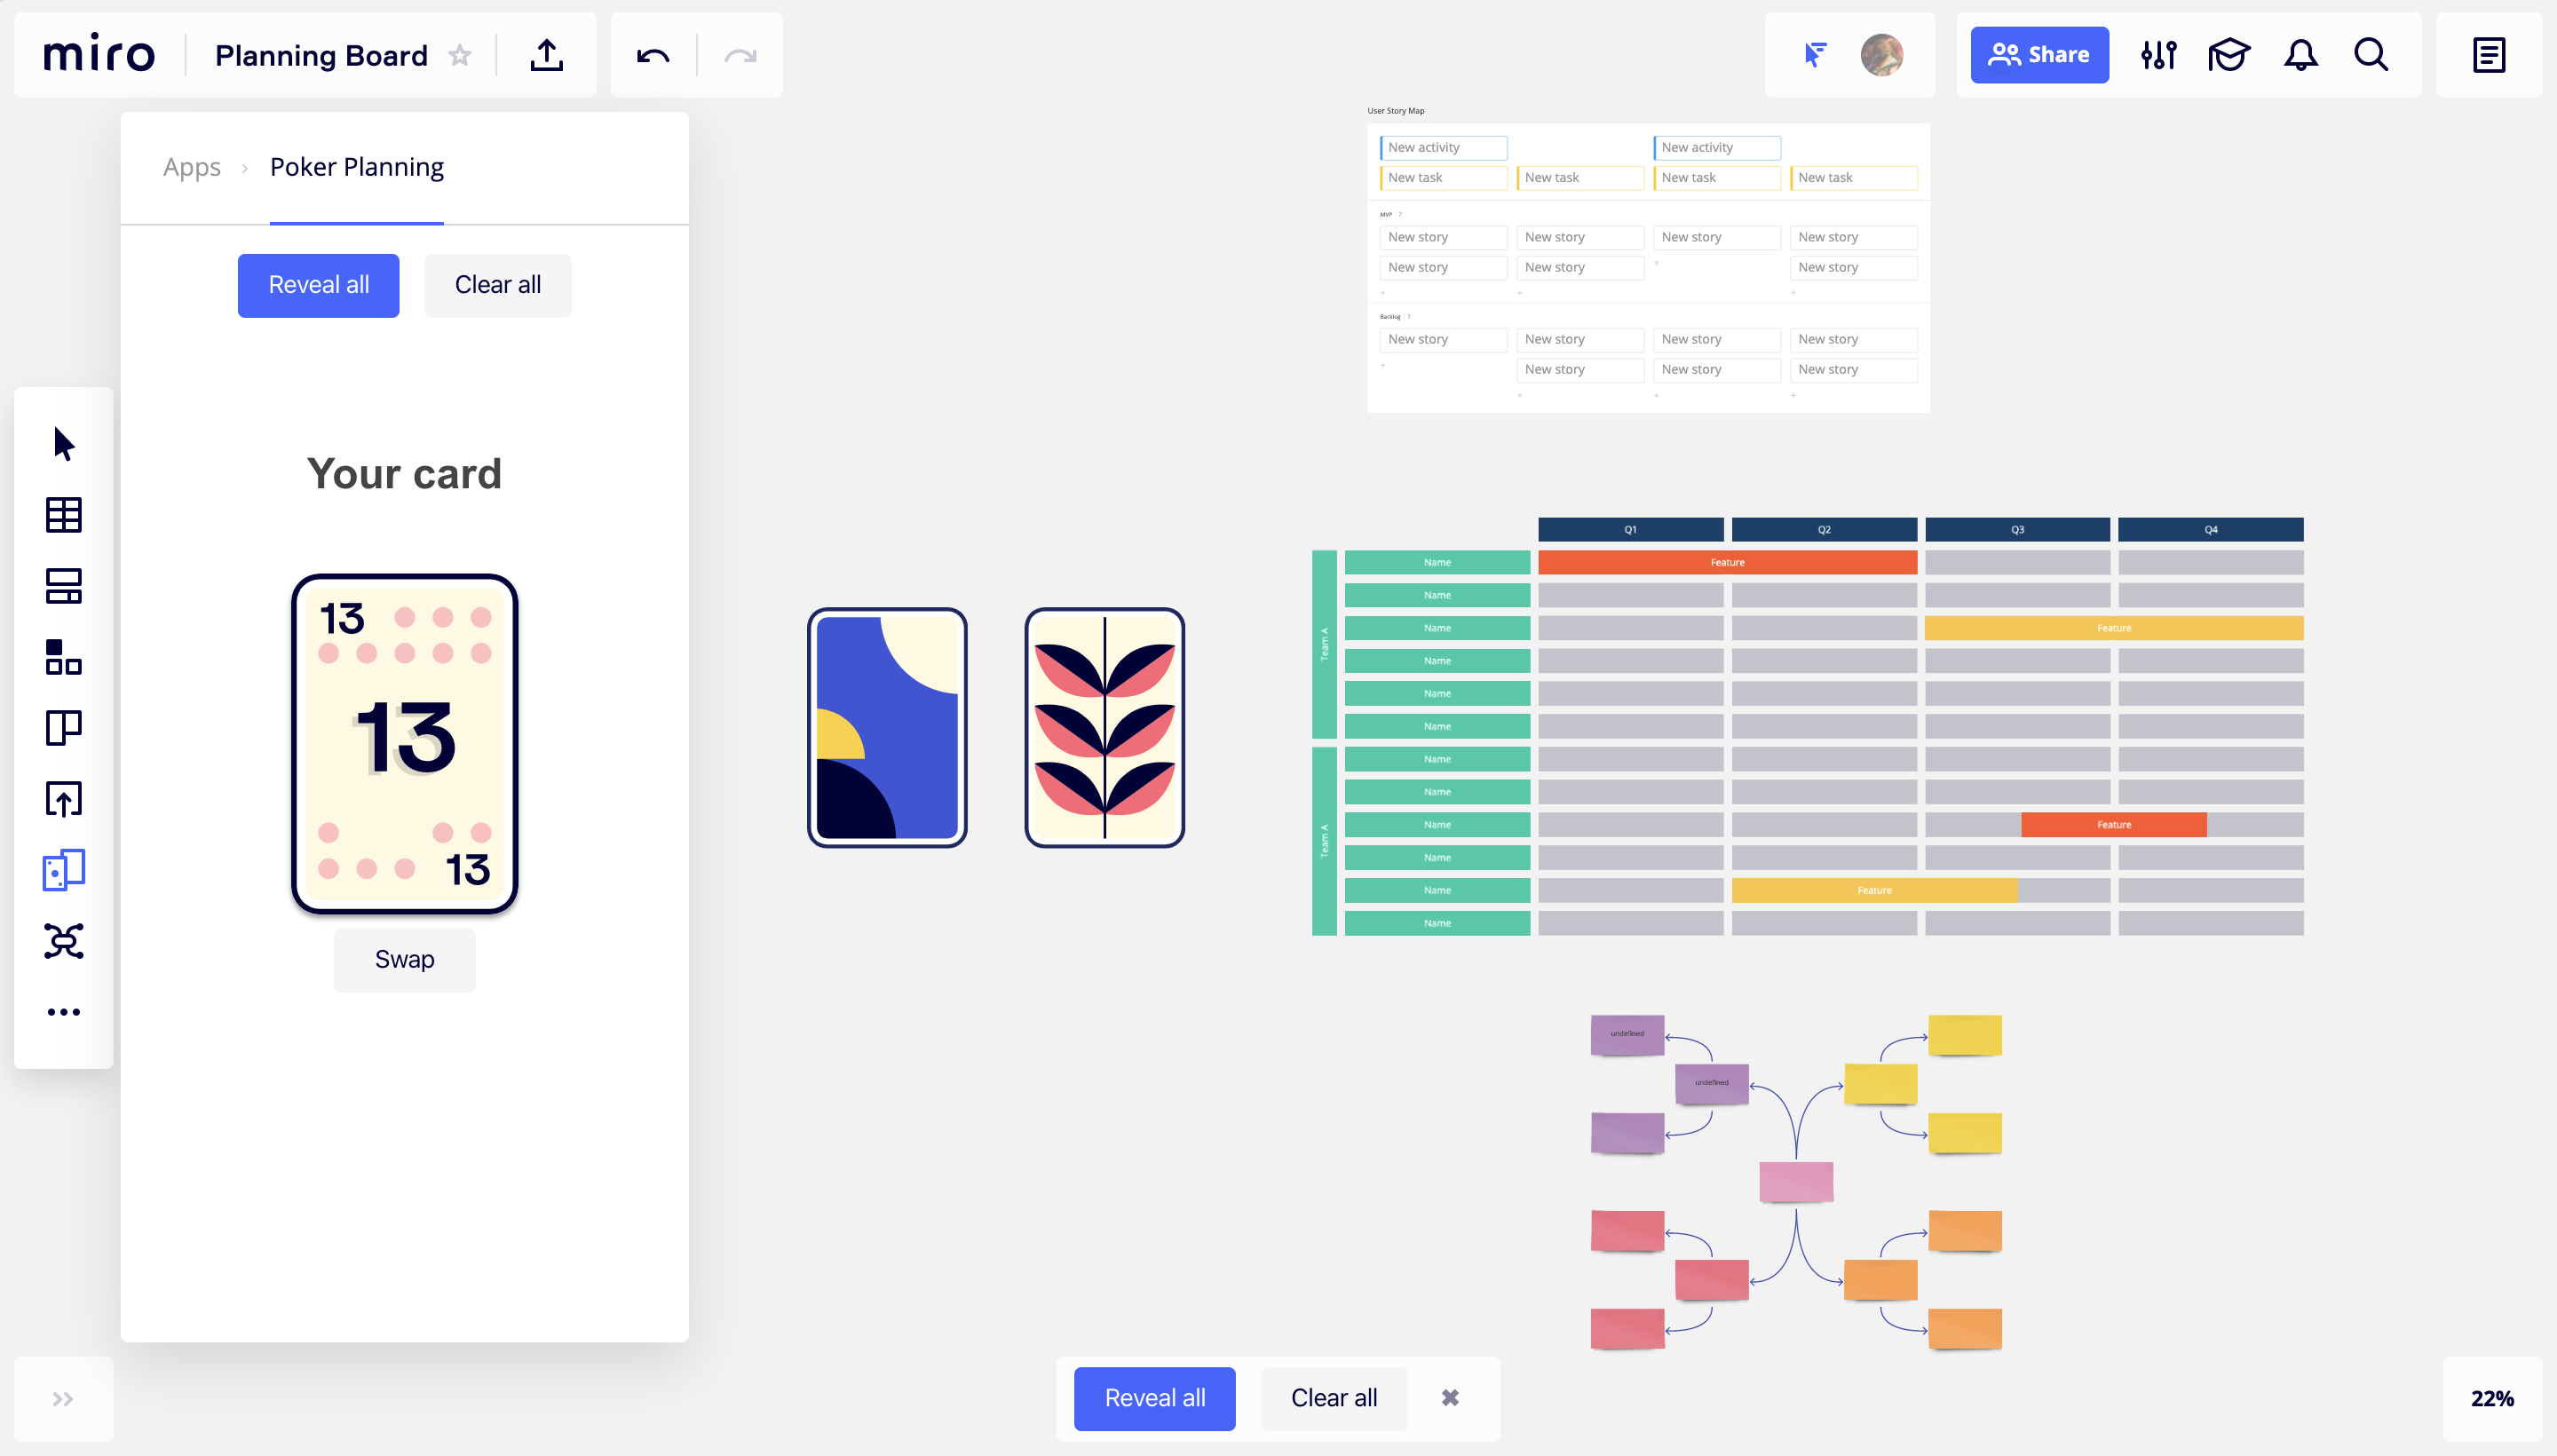 miro
Planning Board
Share
Apps
Poker Planning
Reveal all
Clear all
Your card
13
13
13
Swap
User Story Map
New activity
New activity
New task
New task
New task
New task
MVP 7
New story
New story
New story
New story
New story
New story
New story
Backlog 7
New story
New story
New story
New story
New story
New story
New story
Q1
Q2
Q3
Q4
Team A
Name
Feature
Name
Name
Feature
Name
Name
Name
Team A
Name
Name
Name
Feature
Name
Name
Feature
Name
undefined
undefined
Reveal all
Clear all
22%